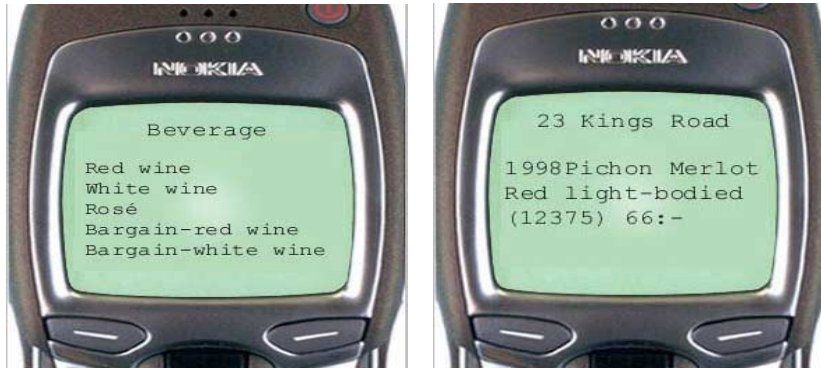 NOKIA
Beverage
Red wine
White wine
Rosé
Bargain-red wine
Bargain-white wine
NOKIA
23 Kings Road
1998Pichon Merlot
Red light-bodied
(12375) 66:-